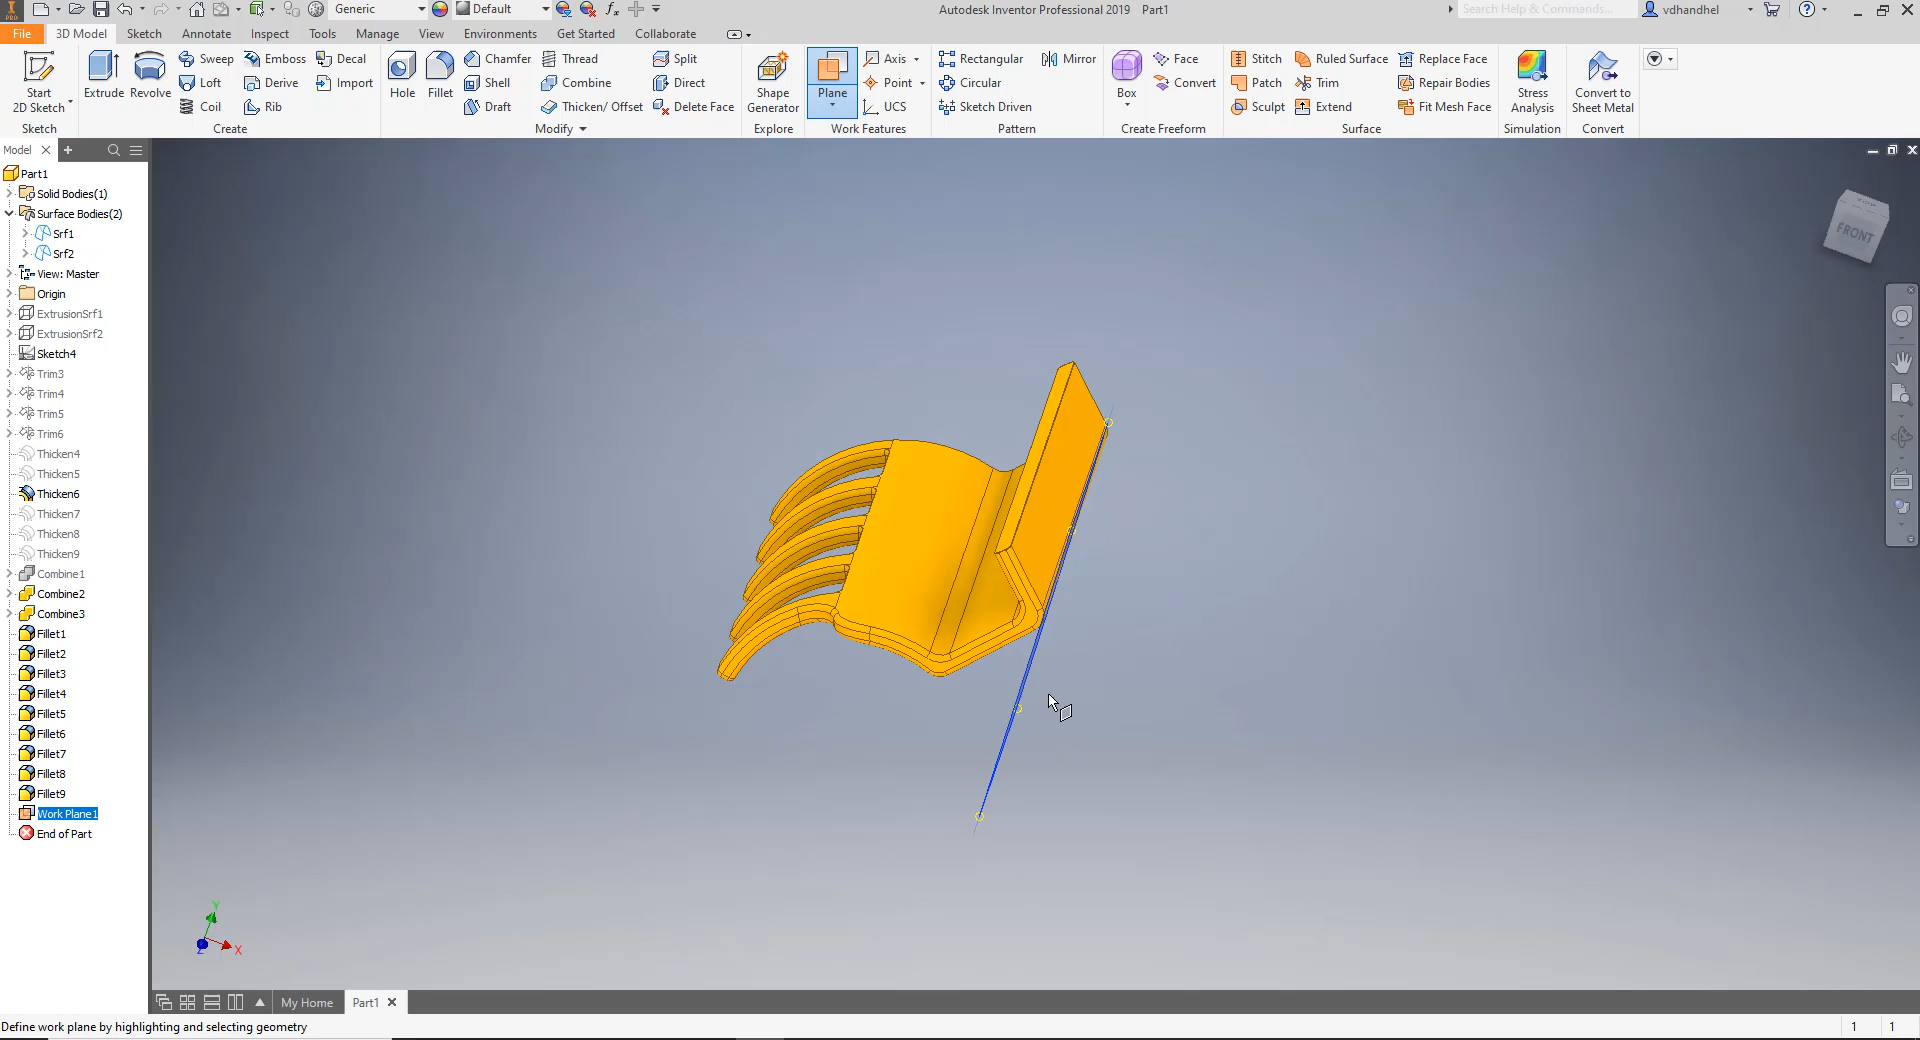 Generic
Default
fx
Autodesk Inventor Professional 2019 Part1
Search Help & Commands...
vdhandhel
PRO
File 3D Model Sketch Annotate Inspect Tools Manage View Environments Get Started Collaborate
Start
2D Sketch
Sketch
Extrude
Revolve
Sweep
Loft
Coil
Emboss
Derive
Rib
Decal
Import
Create
Hole
Fillet
Chamfer
Shell
Draft
Thread
Combine
Thicken/ Offset
Split
Direct
Delete Face
Modify
Shape
Generator
Explore
Plane
Axis
Point
UCS
Work Features
Rectangular
Circular
Sketch Driven
Mirror
Pattern
Box
Face
Convert
Create Freeform
Stitch
Patch
Sculpt
Ruled Surface
Trim
Extend
Replace Face
Repair Bodies
Fit Mesh Face
Surface
Stress
Analysis
Simulation
Convert to
Sheet Metal
Convert
Model
Part1
Solid Bodies(1)
Surface Bodies(2)
Srf1
Srf2
View: Master
Origin
ExtrusionSrf1
ExtrusionSrf2
Sketch4
Trim3
Trim4
Trim5
Trim6
Thicken4
Thicken5
Thicken6
Thicken7
Thicken8
Thicken9
Combine1
Combine2
Combine3
Fillet1
Fillet2
Fillet3
Fillet4
Fillet5
Fillet6
Fillet7
Fillet8
Fillet9
Work Plane1
End of Part
TOP
FRONT
Y
X
Z
My Home
Part1
Define work plane by highlighting and selecting geometry
1 1